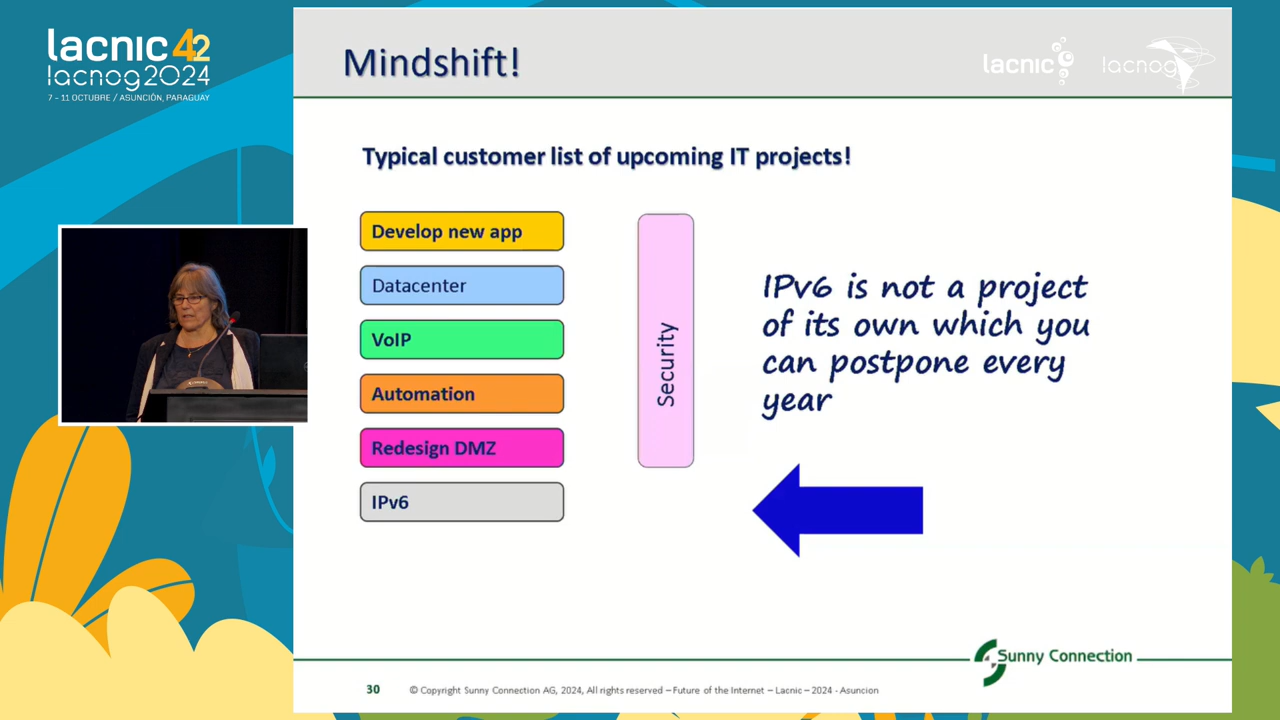 lacnic 42
lacnog2024
7 - 11 OCTUBRE / ASUNCIÓN, PARAGUAY
Mindshift!
lacnic
lacnog
Typical customer list of upcoming IT projects!
Develop new app
Datacenter
VoIP
Automation
Redesign DMZ
IPv6
Security
IPv6 is not a project
of its own which you
can postpone every
year
Sunny Connection
30
© Copyright Sunny Connection AG, 2024, All rights reserved – Future of the Internet – Lacnic – 2024 - Asuncion